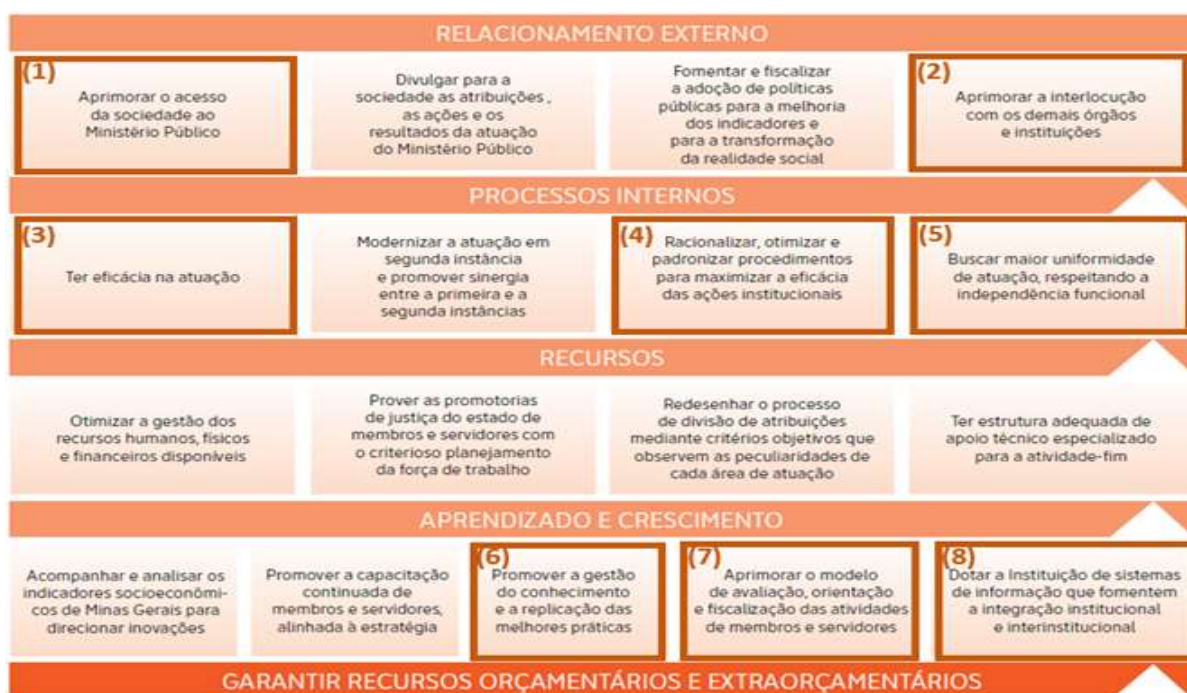 RELACIONAMENTO EXTERNO
(1)
Aprimorar o acesso
da sociedade ao
Ministério Público
Divulgar para a
sociedade as atribuições ,
as ações e os
resultados da atuação
do Ministério Público
Fomentar e fiscalizar
a adoção de políticas
públicas para a melhoria
dos indicadores e
para a transformação
da realidade social
(2)
Aprimorar a interlocução
com os demais órgãos
e instituições
PROCESSOS INTERNOS
(3)
Ter eficácia na atuação
Modernizar a atuação em
segunda instância
e promover sinergia
entre a primeira e a
segunda instâncias
(4)
Racionalizar, otimizar e
padronizar procedimentos
para maximizar a eficácia
das ações institucionais
(5)
Buscar maior uniformidade
de atuação, respeitando a
independência funcional
RECURSOS
Otimizar a gestão dos
recursos humanos, físicos
e financeiros disponíveis
Prover as promotorias
de justiça do estado de
membros e servidores com
o criterioso planejamento
da força de trabalho
Redesenhar o processo
de divisão de atribuições
mediante critérios objetivos que
observem as peculiaridades de
cada área de atuação
Ter estrutura adequada de
apoio técnico especializado
para a atividade-fim
APRENDIZADO E CRESCIMENTO
Acompanhar e analisar os
indicadores socioeconômi-
cos de Minas Gerais para
direcionar inovações
Promover a capacitação
continuada de
membros e servidores,
alinhada à estratégia
(6)
Promover a gestão
do conhecimento
e a replicação das
melhores práticas
(7)
Aprimorar o modelo
de avaliação, orientação
e fiscalização das atividades
de membros e servidores
(8)
Dotar a Instituição de sistemas
de informação que fomentem
a integração institucional
e interinstitucional
GARANTIR RECURSOS ORÇAMENTÁRIOS E EXTRAORÇAMENTÁRIOS